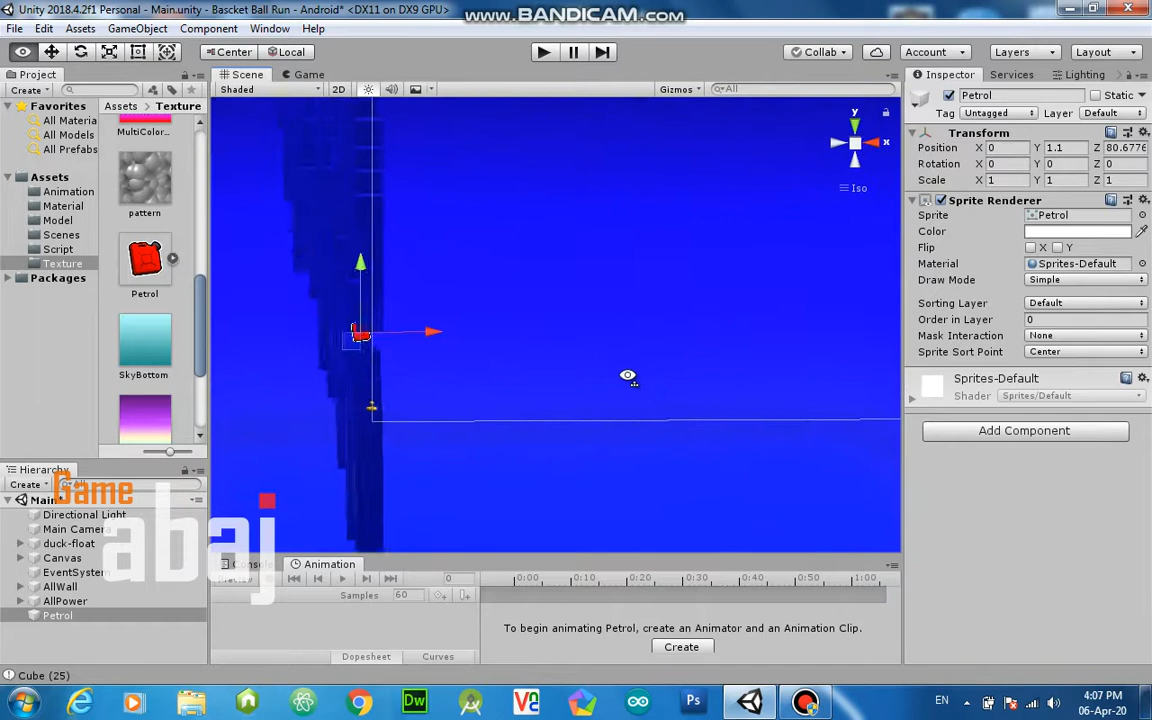 Unity 2018.4.2f1 Personal - Main.unity - Bascket Ball Run - Android* <DX11 on DX9 GPU>
www.BANDICAM.com
File Edit Assets GameObject Component Window Help
Center Local Collab Account Layers Layout
Project
Create
Favorites
All Materia
All Models
All Prefabs
Assets
Animation
Material
Model
Scenes
Script
Texture
Packages
Assets > Texture
MultiColor...
pattern
Petrol
SkyBottom
Scene Game
Shaded 2D Gizmos All
y
x
Iso
Inspector Services Lighting
Petrol Static
Tag Untagged Layer Default
Transform
Position X 0 Y 1.1 Z 80.6776
Rotation X 0 Y 0 Z 0
Scale X 1 Y 1 Z 1
Sprite Renderer
Sprite Petrol
Color
Flip X Y
Material Sprites-Default
Draw Mode Simple
Sorting Layer Default
Order in Layer 0
Mask Interaction None
Sprite Sort Point Center
Sprites-Default
Shader Sprites/Default
Add Component
Hierarchy
Create
Main
Directional Light
Main Camera
duck-float
Canvas
EventSystem
AllWall
AllPower
Petrol
Game
abaj
Animation
0 0:00 0:10 0:20 0:30 0:40 0:50 1:00
Samples 60
To begin animating Petrol, create an Animator and an Animation Clip.
Create
Dopesheet Curves
Cube (25)
EN
4:07 PM
06-Apr-20